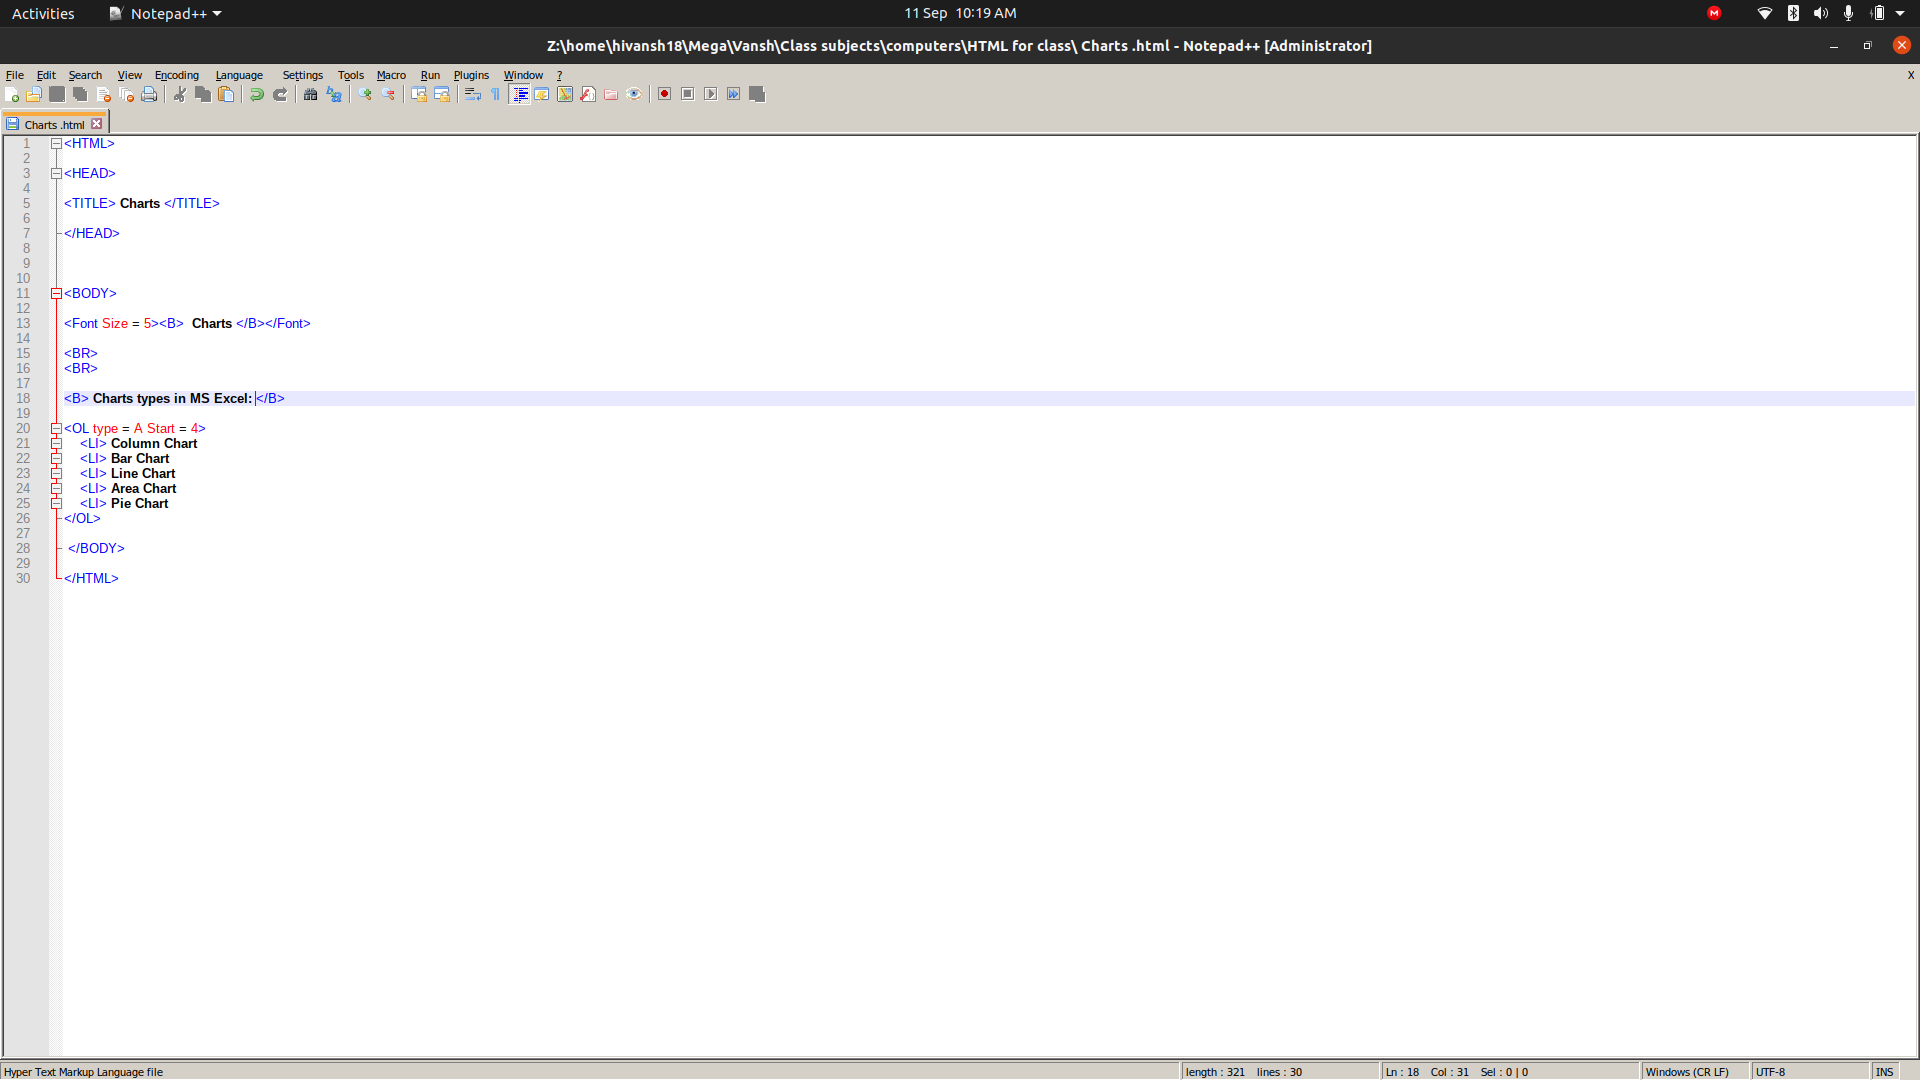 Activities Notepad++ 11 Sep 10:19 AM
Z:\home\hivansh18\Mega\Vansh\Class subjects\computers\HTML for class\ Charts .html - Notepad++ [Administrator]
File Edit Search View Encoding Language Settings Tools Macro Run Plugins Window ? X
Charts .html
1 <HTML>
2
3 <HEAD>
4
5 <TITLE> Charts </TITLE>
6
7 </HEAD>
8
9
10
11 <BODY>
12
13 <Font Size = 5><B>  Charts </B></Font>
14
15 <BR>
16 <BR>
17
18 <B> Charts types in MS Excel: </B>
19
20 <OL type = A Start = 4>
21 <LI> Column Chart
22 <LI> Bar Chart
23 <LI> Line Chart
24 <LI> Area Chart
25 <LI> Pie Chart
26 </OL>
27
28 </BODY>
29
30 </HTML>
Hyper Text Markup Language file length : 321 lines : 30 Ln : 18 Col : 31 Sel : 0 | 0 Windows (CR LF) UTF-8 INS